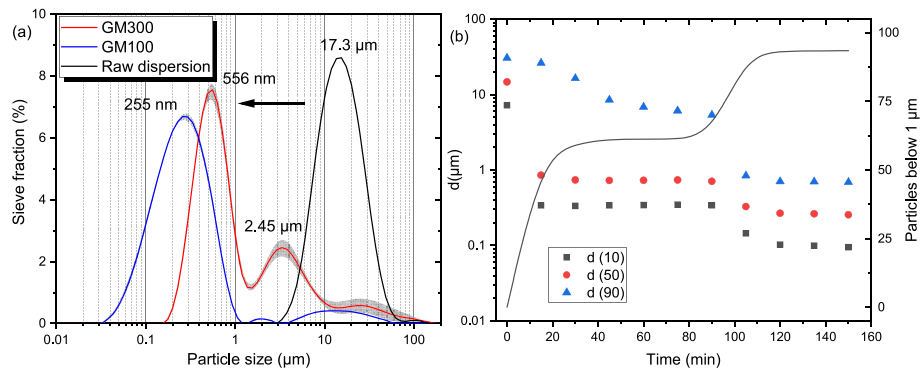 (a)
GM300
GM100
Raw dispersion
17.3 µm
556 nm
255 nm
2.45 µm
Sieve fraction (%)
10
8
6
4
2
0
0.01
0.1
1
10
100
Particle size (µm)
(b)
d(µm)
100
10
1
0.1
0.01
d (10)
d (50)
d (90)
0
20
40
60
80
100
120
140
160
Time (min)
100
75
50
25
0
Particles below 1 µm